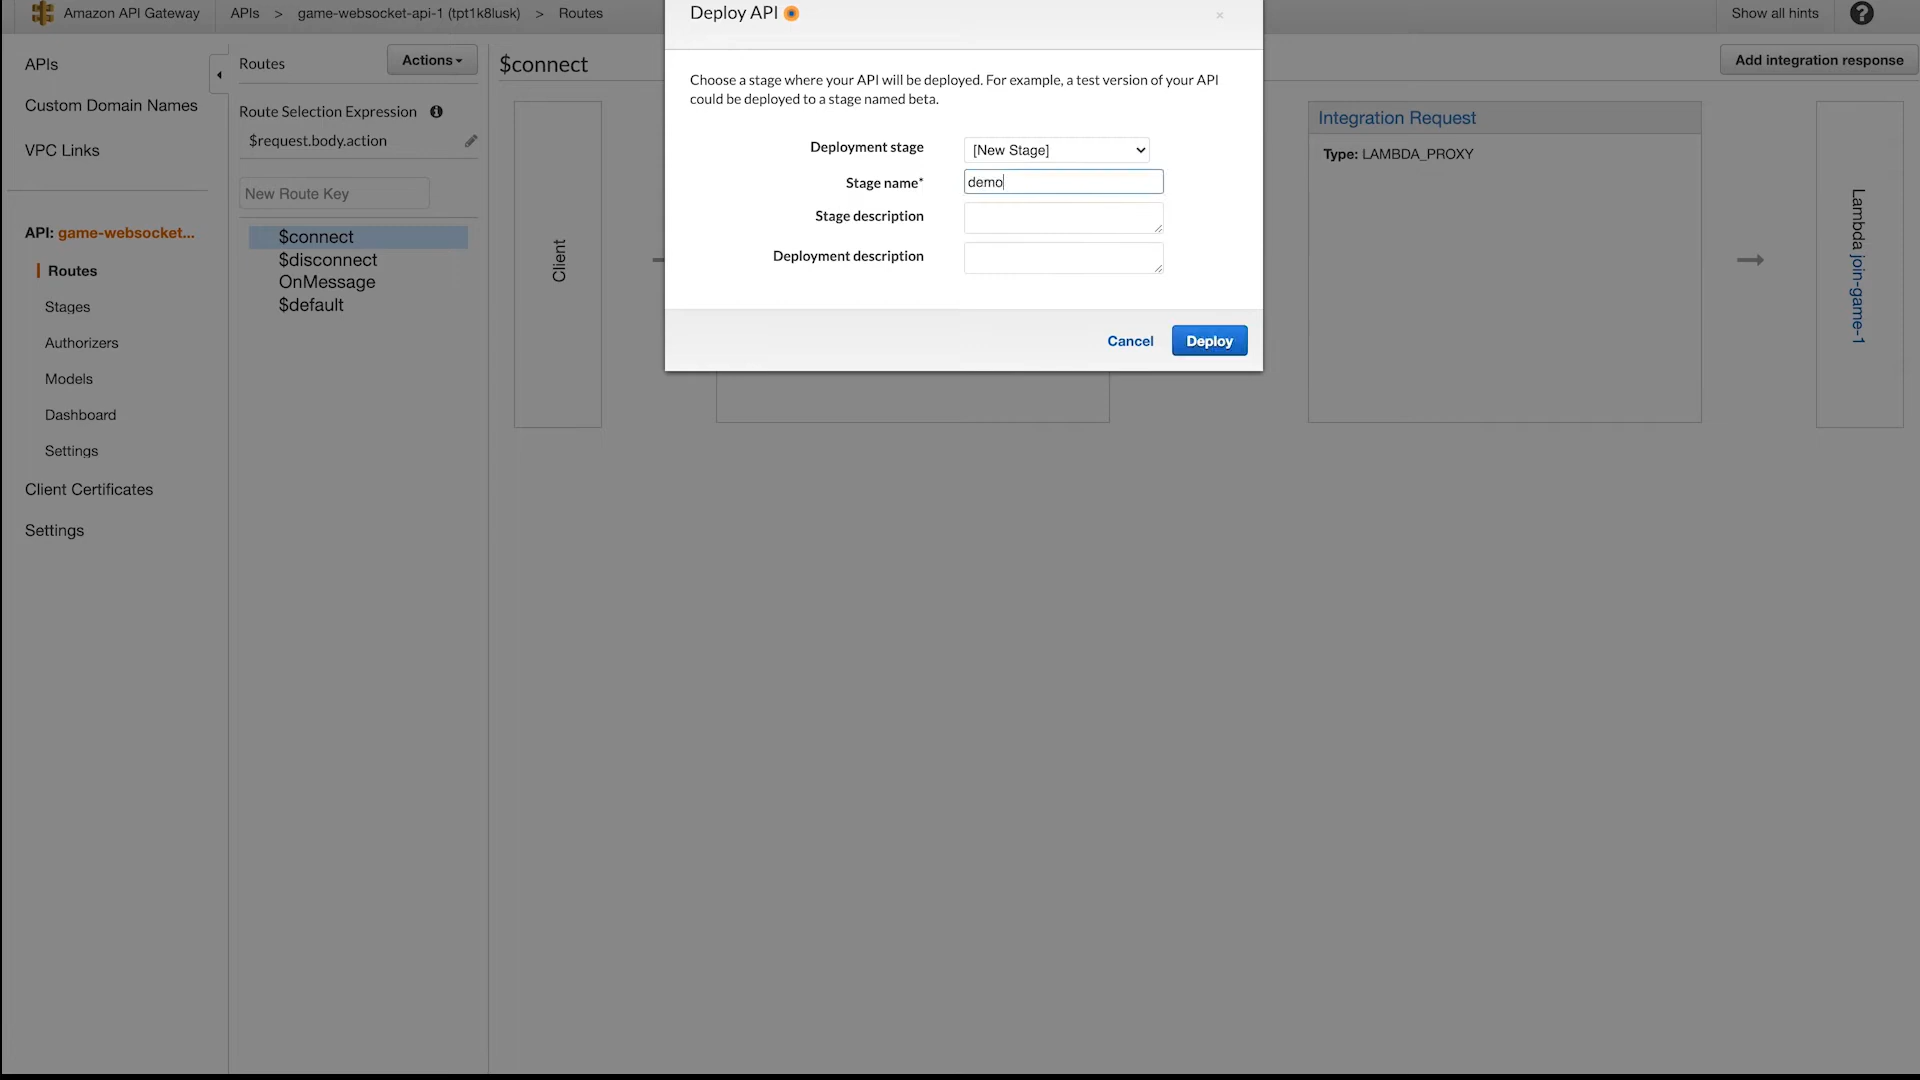 Amazon API Gateway
APIs > game-websocket-api-1 (tpt1k8lusk) > Routes
Show all hints
?
APIs
Custom Domain Names
VPC Links
API: game-websocket...
Routes
Stages
Authorizers
Models
Dashboard
Settings
Client Certificates
Settings
Routes
Actions
Route Selection Expression
$request.body.action
New Route Key
$connect
$disconnect
OnMessage
$default
$connect
Add integration response
Client
Deploy API
×
Choose a stage where your API will be deployed. For example, a test version of your API
could be deployed to a stage named beta.
Deployment stage [New Stage]
Stage name* demo
Stage description
Deployment description
Cancel Deploy
Integration Request
Type: LAMBDA_PROXY
Lambda join-game-1